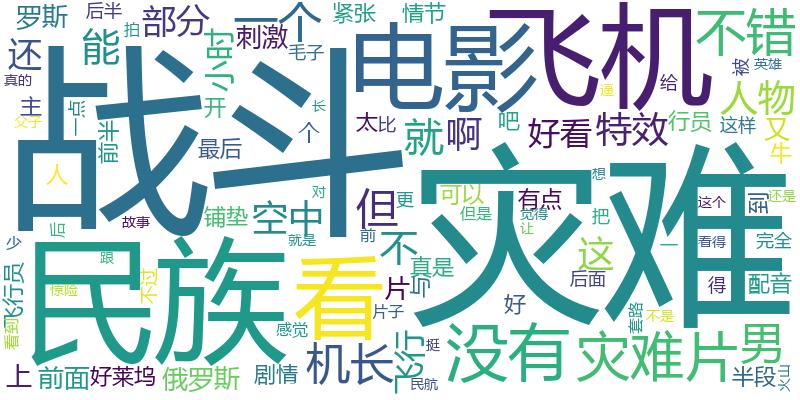 罗斯
后半
部分
一个
紧张
情节
飞机
不错
还
能
小时
刺激
毛子
拍
电影
被
英雄
真的
主
一点
前半
开
战斗
个
长
太
比
就
啊
吧
好看
特效
逼
给
行员
这样
人物
又
牛
父子
人
最后
灾难
故事
铺垫
空中
但
对
更
可以
但是
有点
想
把
这个
到
还是
后
就是
前
不
觉得
让
这
看得
完全
少
飞行员
民族
跟
不过
看
真是
片
与
好
后面
一
得
配音
看到
惊险
感觉
片子
套路
不是
上
前面
好莱坞
俄罗斯
剧情
机长
飞行
挺
民航
没有
灾难片
男
半段
火山